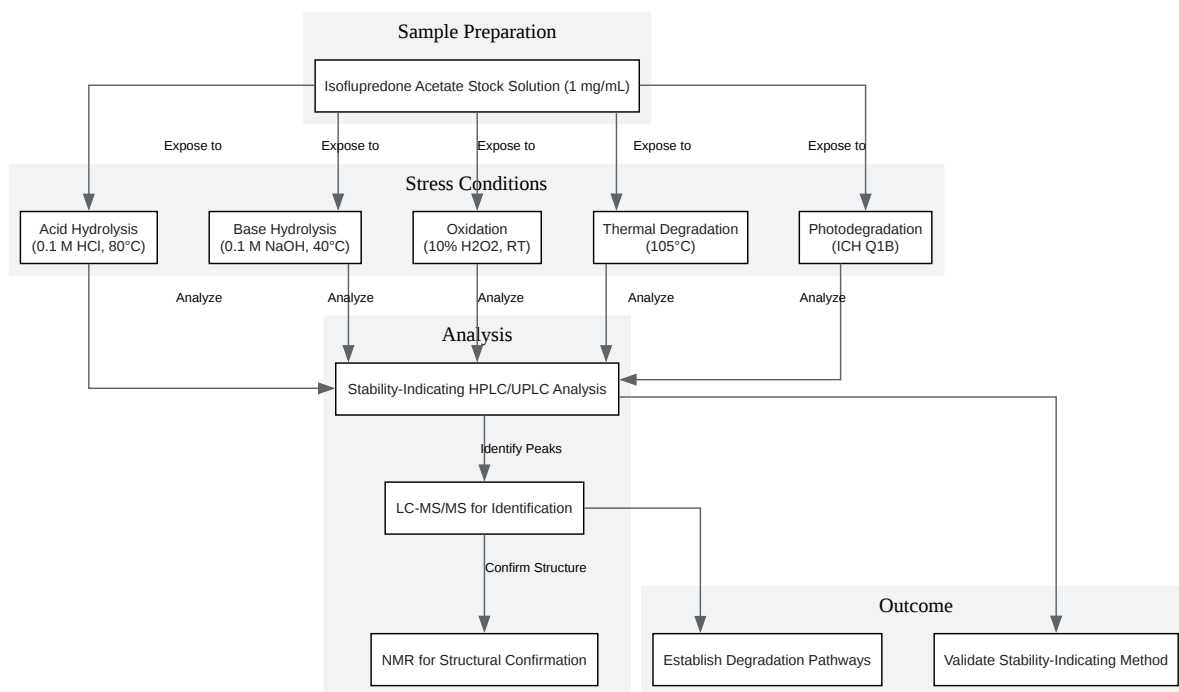 Sample Preparation
Isoflupredone Acetate Stock Solution (1 mg/mL)
Expose to
Expose to
Expose to
Expose to
Expose to
Stress Conditions
Acid Hydrolysis
(0.1 M HCl, 80°C)
Base Hydrolysis
(0.1 M NaOH, 40°C)
Oxidation
(10% H2O2, RT)
Thermal Degradation
(105°C)
Photodegradation
(ICH Q1B)
Analyze
Analyze
Analyze
Analyze
Analyze
Analysis
Stability-Indicating HPLC/UPLC Analysis
Identify Peaks
LC-MS/MS for Identification
Confirm Structure
Outcome
NMR for Structural Confirmation
Establish Degradation Pathways
Validate Stability-Indicating Method